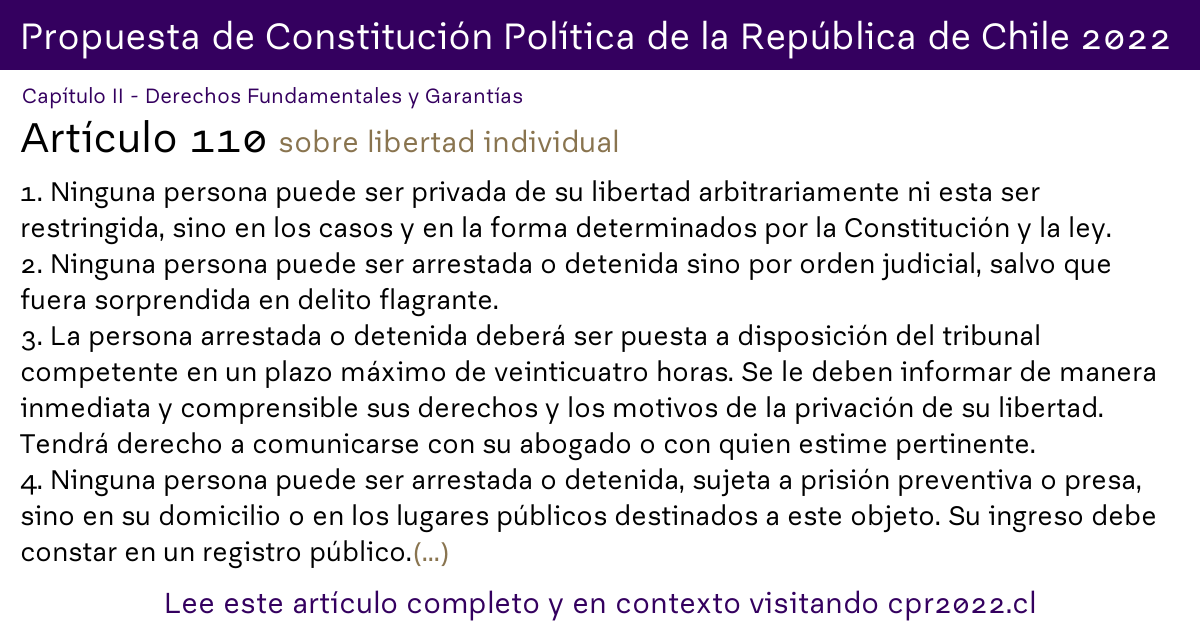 Propuesta de Constitución Política de la República de Chile 2022
Capítulo II - Derechos Fundamentales y Garantías
Artículo 110 sobre libertad individual
1. Ninguna persona puede ser privada de su libertad arbitrariamente ni esta ser
restringida, sino en los casos y en la forma determinados por la Constitución y la ley.
2. Ninguna persona puede ser arrestada o detenida sino por orden judicial, salvo que
fuera sorprendida en delito flagrante.
3. La persona arrestada o detenida deberá ser puesta a disposición del tribunal
competente en un plazo máximo de veinticuatro horas. Se le deben informar de manera
inmediata y comprensible sus derechos y los motivos de la privación de su libertad.
Tendrá derecho a comunicarse con su abogado o con quien estime pertinente.
4. Ninguna persona puede ser arrestada o detenida, sujeta a prisión preventiva o presa,
sino en su domicilio o en los lugares públicos destinados a este objeto. Su ingreso debe
constar en un registro público.(...)
Lee este artículo completo y en contexto visitando cpr2022.cl